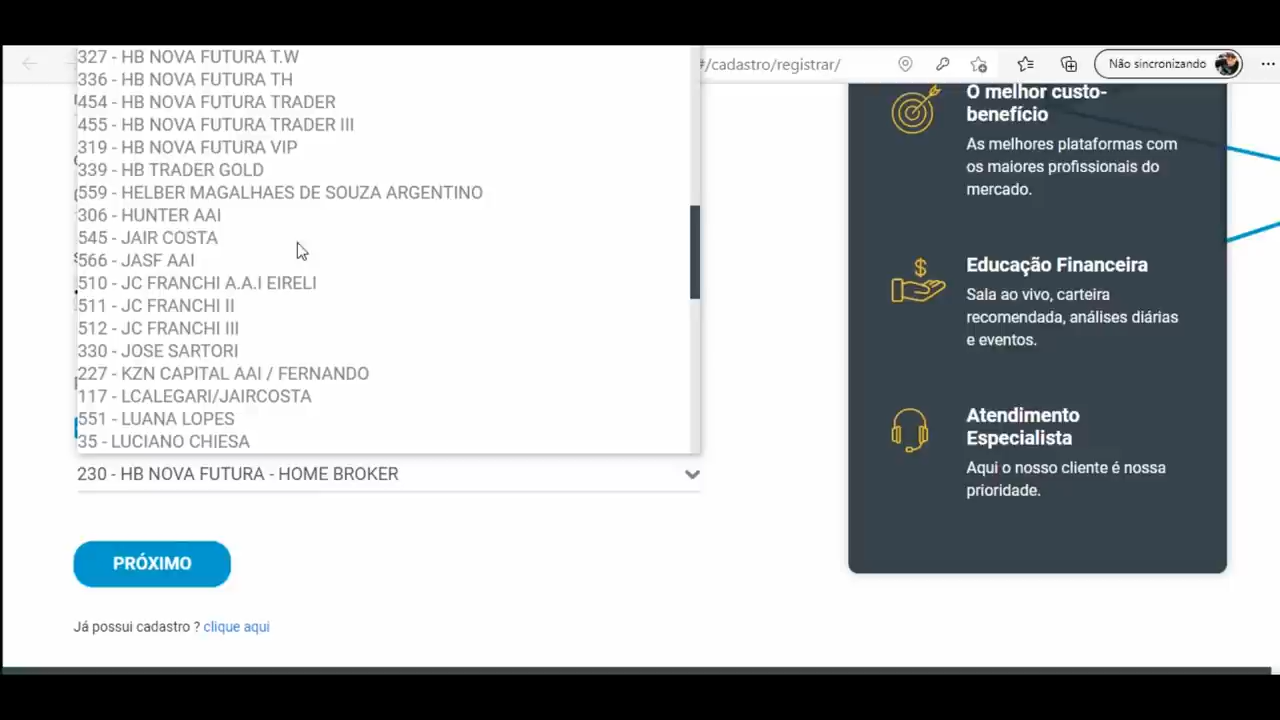 #/cadastro/registrar/
Não sincronizando
327 - HB NOVA FUTURA T.W
336 - HB NOVA FUTURA TH
454 - HB NOVA FUTURA TRADER
455 - HB NOVA FUTURA TRADER III
319 - HB NOVA FUTURA VIP
339 - HB TRADER GOLD
559 - HELBER MAGALHAES DE SOUZA ARGENTINO
306 - HUNTER AAI
545 - JAIR COSTA
566 - JASF AAI
510 - JC FRANCHI A.A.I EIRELI
511 - JC FRANCHI II
512 - JC FRANCHI III
330 - JOSE SARTORI
227 - KZN CAPITAL AAI / FERNANDO
117 - LCALEGARI/JAIRCOSTA
551 - LUANA LOPES
35 - LUCIANO CHIESA
230 - HB NOVA FUTURA - HOME BROKER
PRÓXIMO
Já possui cadastro ? clique aqui
O melhor custo-
benefício
As melhores plataformas com
os maiores profissionais do
mercado.
Educação Financeira
Sala ao vivo, carteira
recomendada, análises diárias
e eventos.
Atendimento
Especialista
Aqui o nosso cliente é nossa
prioridade.